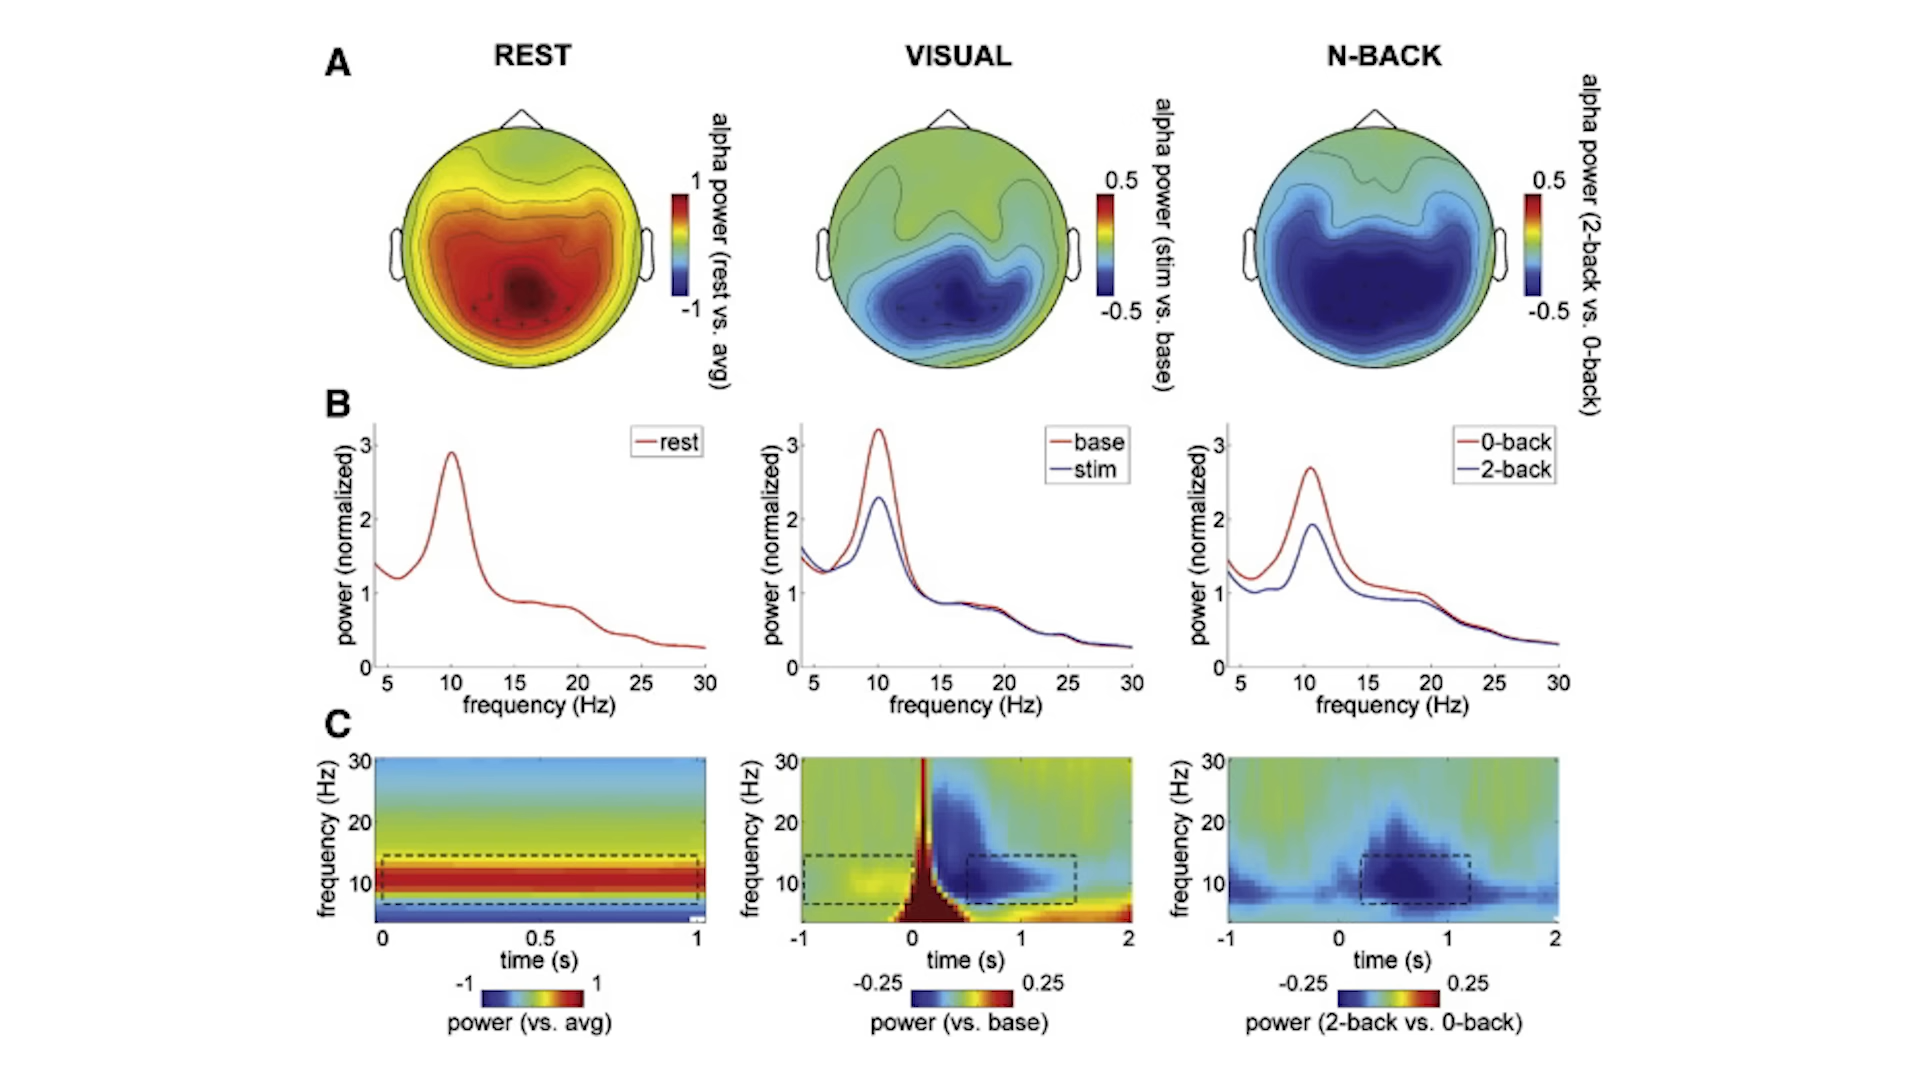 A
REST
VISUAL
N-BACK
1
-1
alpha power (rest vs. avg)
0.5
-0.5
alpha power (stim vs. base)
0.5
-0.5
alpha power (2-back vs. 0-back)
B
power (normalized)
3
2
1
0
rest
5 10 15 20 25 30
frequency (Hz)
power (normalized)
3
2
1
0
base
stim
5 10 15 20 25 30
frequency (Hz)
power (normalized)
3
2
1
0
0-back
2-back
5 10 15 20 25 30
frequency (Hz)
C
frequency (Hz)
30
20
10
0 0.5 1
time (s)
-1 1
power (vs. avg)
frequency (Hz)
30
20
10
-1 0 1 2
time (s)
-0.25 0.25
power (vs. base)
frequency (Hz)
30
20
10
-1 0 1 2
time (s)
-0.25 0.25
power (2-back vs. 0-back)